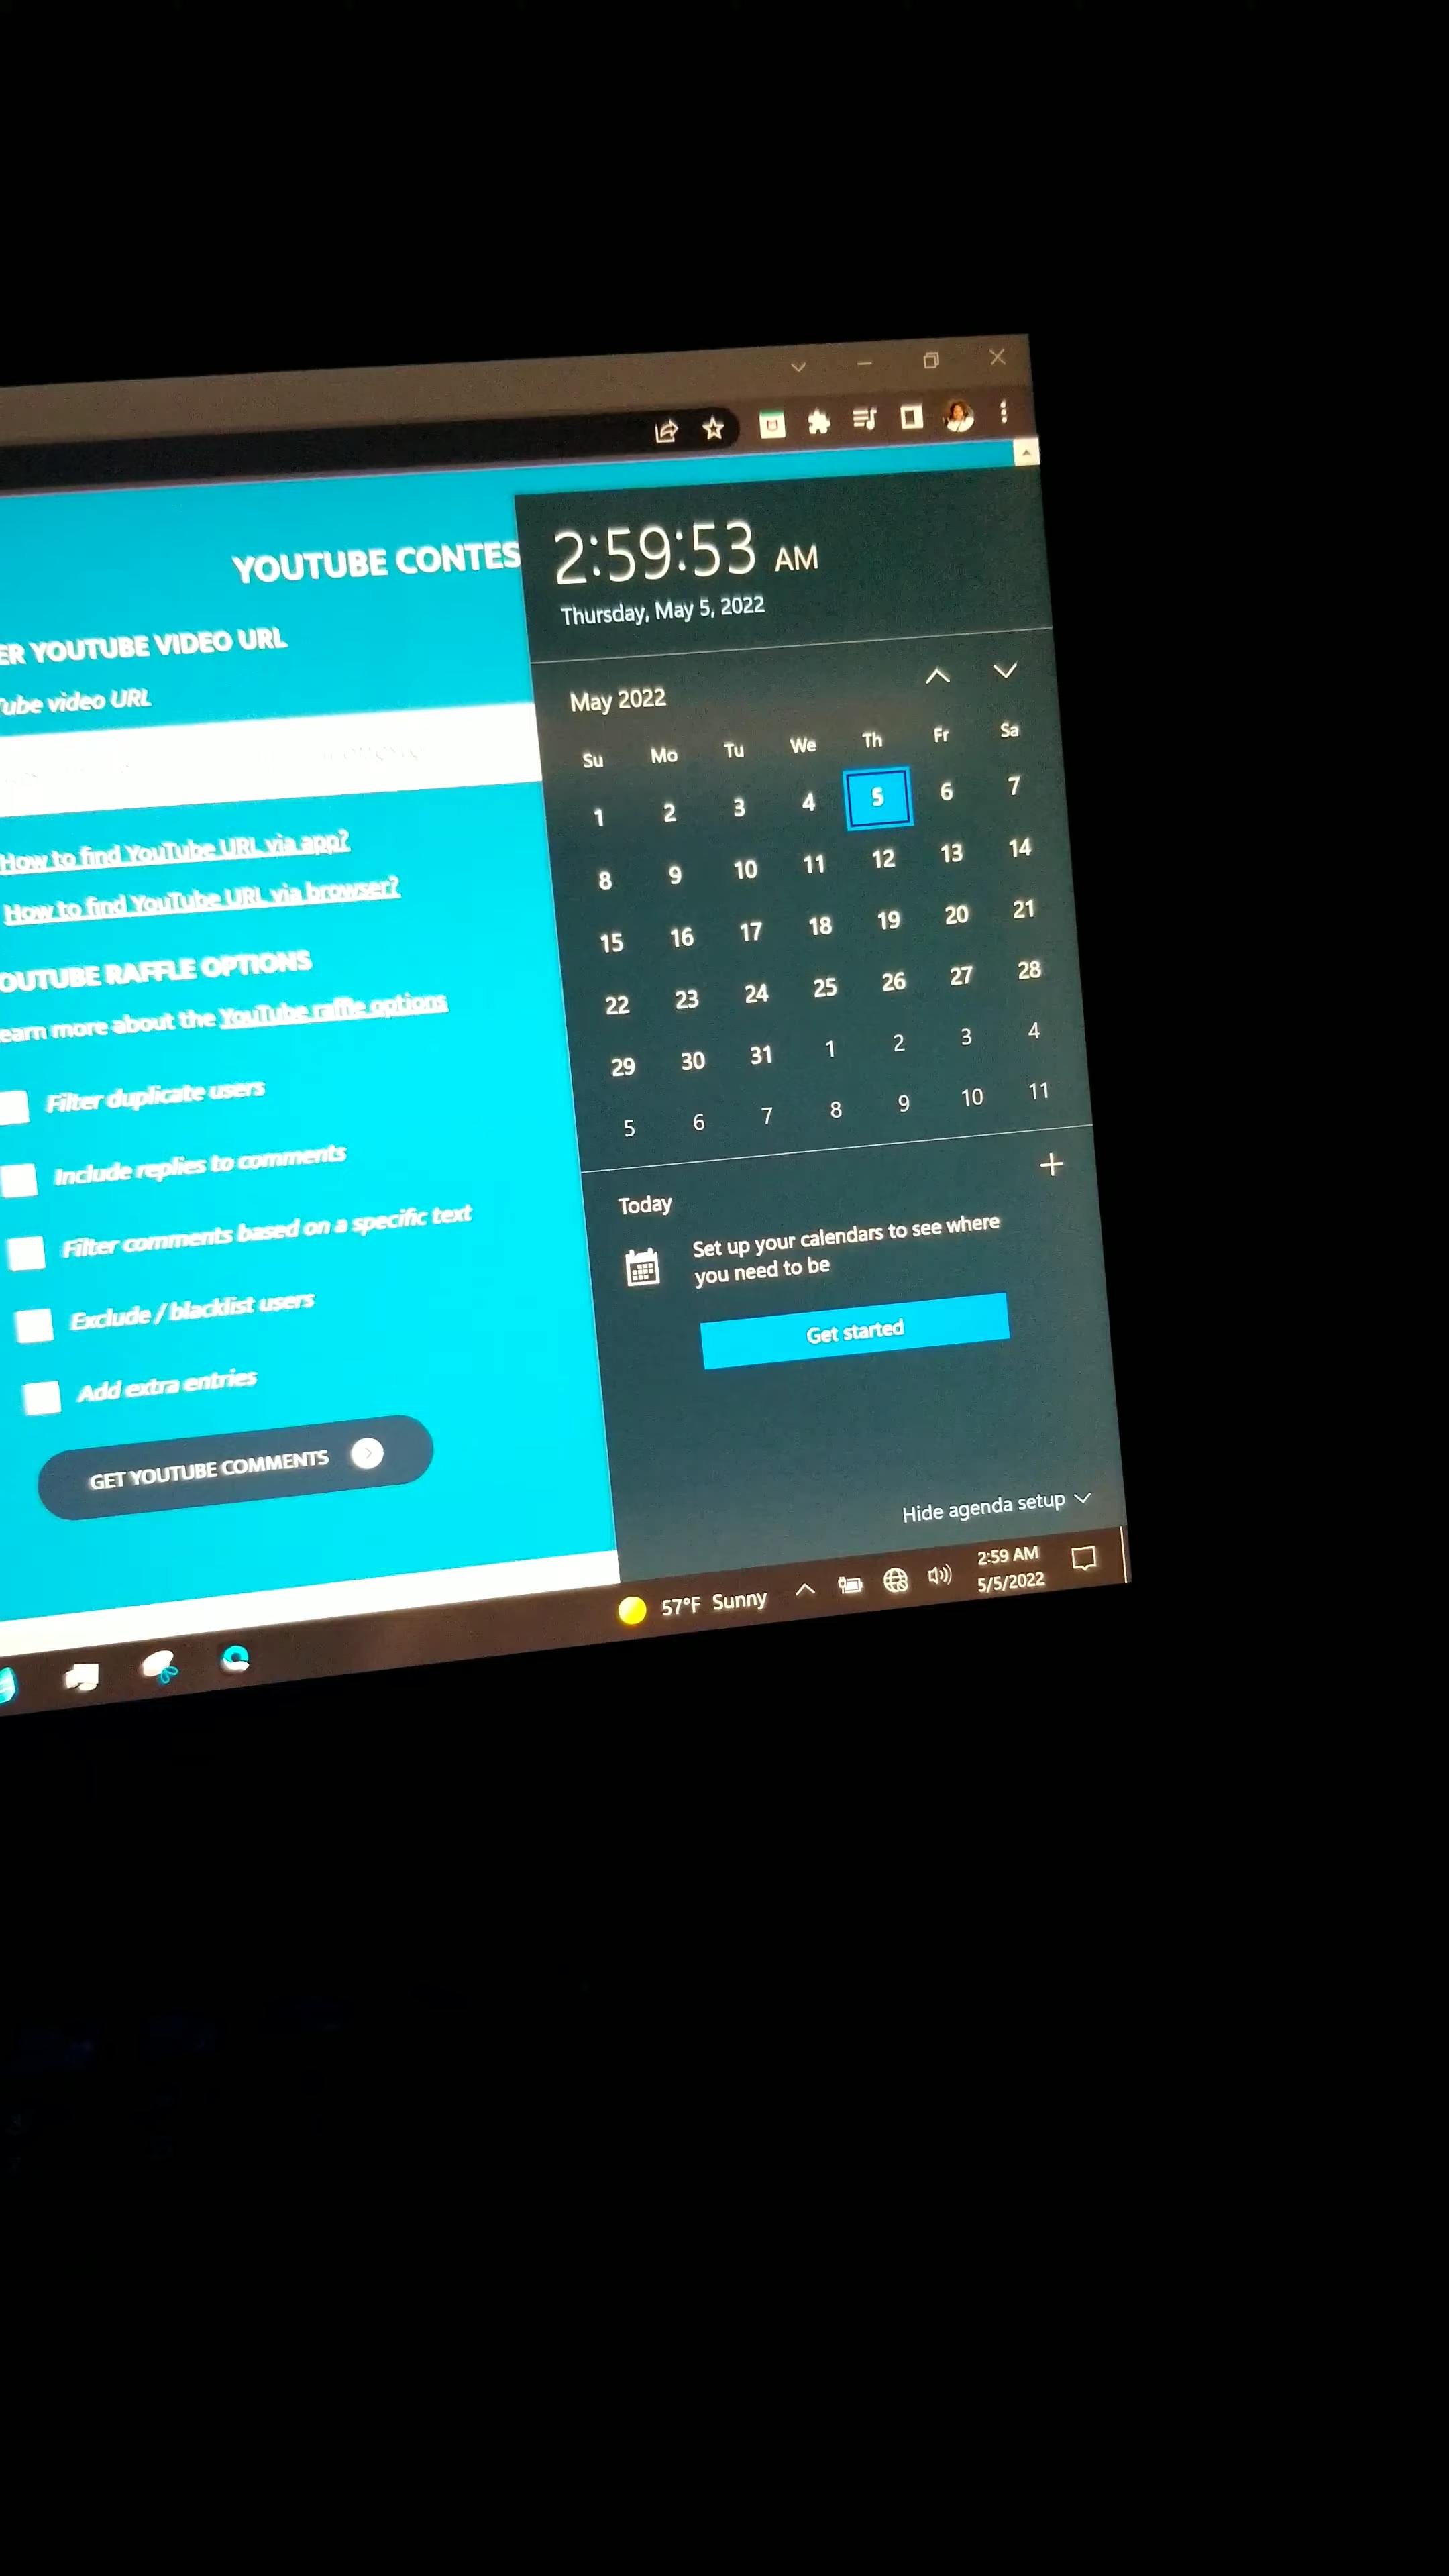 YOUTUBE CONTES
ER YOUTUBE VIDEO URL
Tube video URL
How to find YouTube URL via app?
How to find YouTube URL via browser?
OUTUBE RAFFLE OPTIONS
earn more about the YouTube raffle options
Filter duplicate users
Include replies to comments
Filter comments based on a specific text
Exclude / blacklist users
Add extra entries
GET YOUTUBE COMMENTS
2:59:53 AM
Thursday, May 5, 2022
May 2022
Su Mo Tu We Th Fr Sa
1 2 3 4 5 6 7
8 9 10 11 12 13 14
15 16 17 18 19 20 21
22 23 24 25 26 27 28
29 30 31 1 2 3 4
5 6 7 8 9 10 11
Today
Set up your calendars to see where
you need to be
Get started
Hide agenda setup
57°F Sunny
2:59 AM
5/5/2022